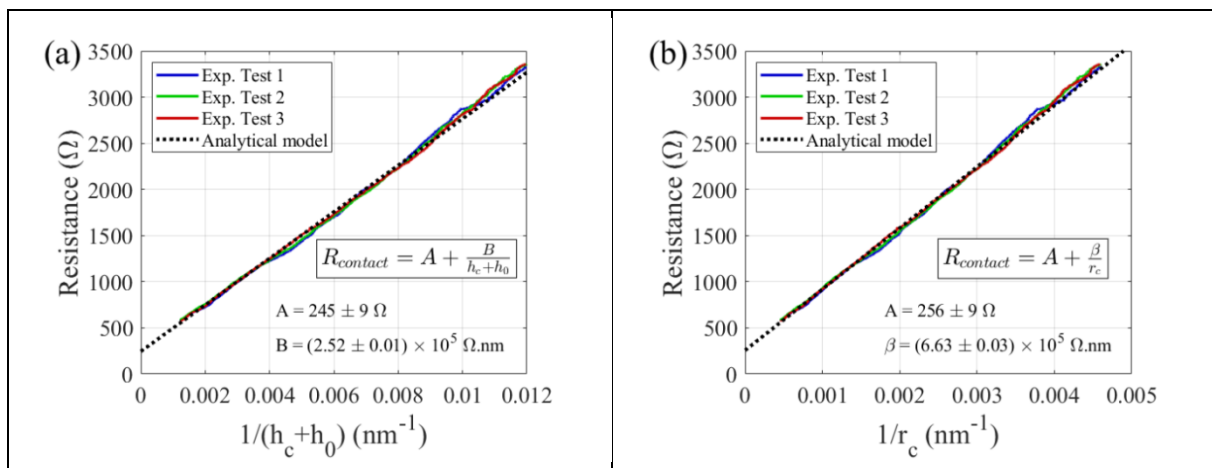 (a)
3500
3000
2500
2000
1500
1000
500
0
Resistance (Ω)
Exp. Test 1
Exp. Test 2
Exp. Test 3
Analytical model
R_contact = A + B/(h_c+h_0)
A = 245 ± 9 Ω
B = (2.52 ± 0.01) × 10^5 Ω.nm
0 0.002 0.004 0.006 0.008 0.01 0.012
1/(h_c+h_0) (nm^-1)
(b)
3500
3000
2500
2000
1500
1000
500
0
Resistance (Ω)
Exp. Test 1
Exp. Test 2
Exp. Test 3
Analytical model
R_contact = A + β/r_c
A = 256 ± 9 Ω
β = (6.63 ± 0.03) × 10^5 Ω.nm
0 0.001 0.002 0.003 0.004 0.005
1/r_c (nm^-1)